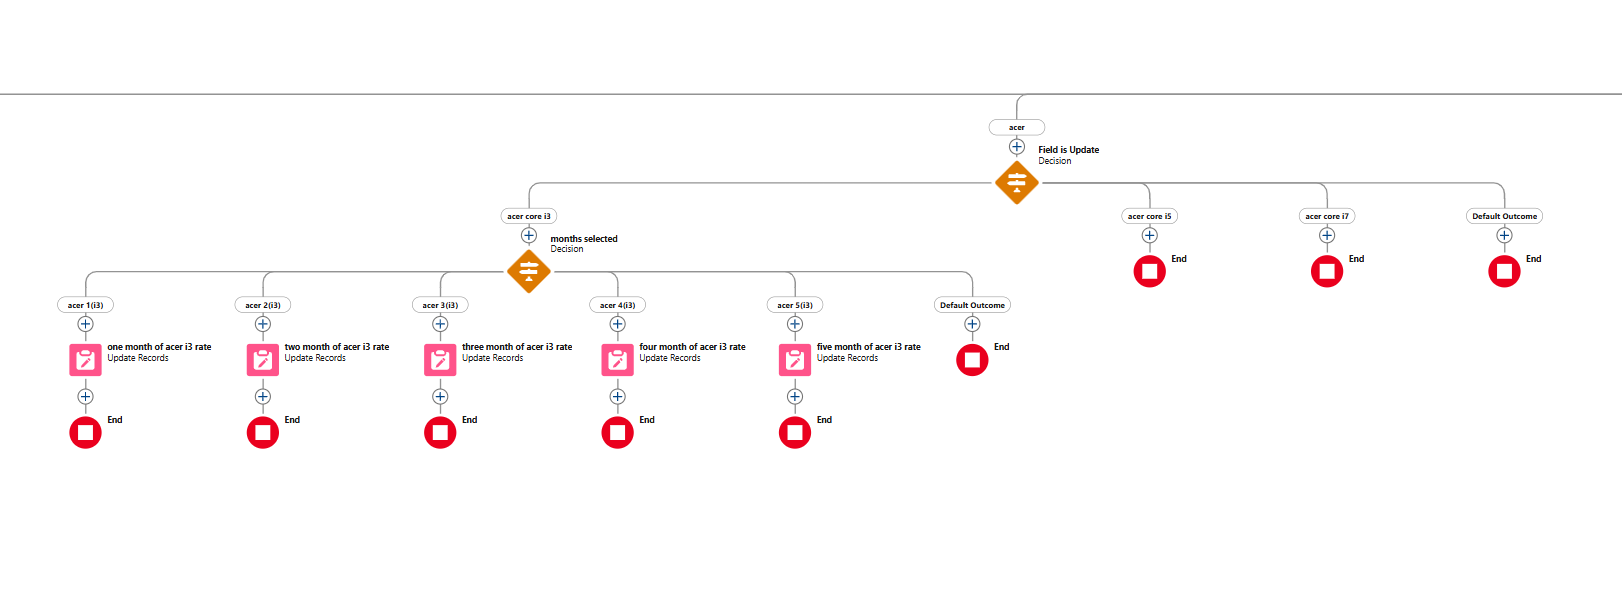 acer
Field is Update
Decision
acer core i3
acer core i5
acer core i7
Default Outcome
months selected
Decision
End
End
End
acer 1(i3)
acer 2(i3)
acer 3(i3)
acer 4(i3)
acer 5(i3)
Default Outcome
one month of acer i3 rate
Update Records
two month of acer i3 rate
Update Records
three month of acer i3 rate
Update Records
four month of acer i3 rate
Update Records
five month of acer i3 rate
Update Records
End
End
End
End
End
End